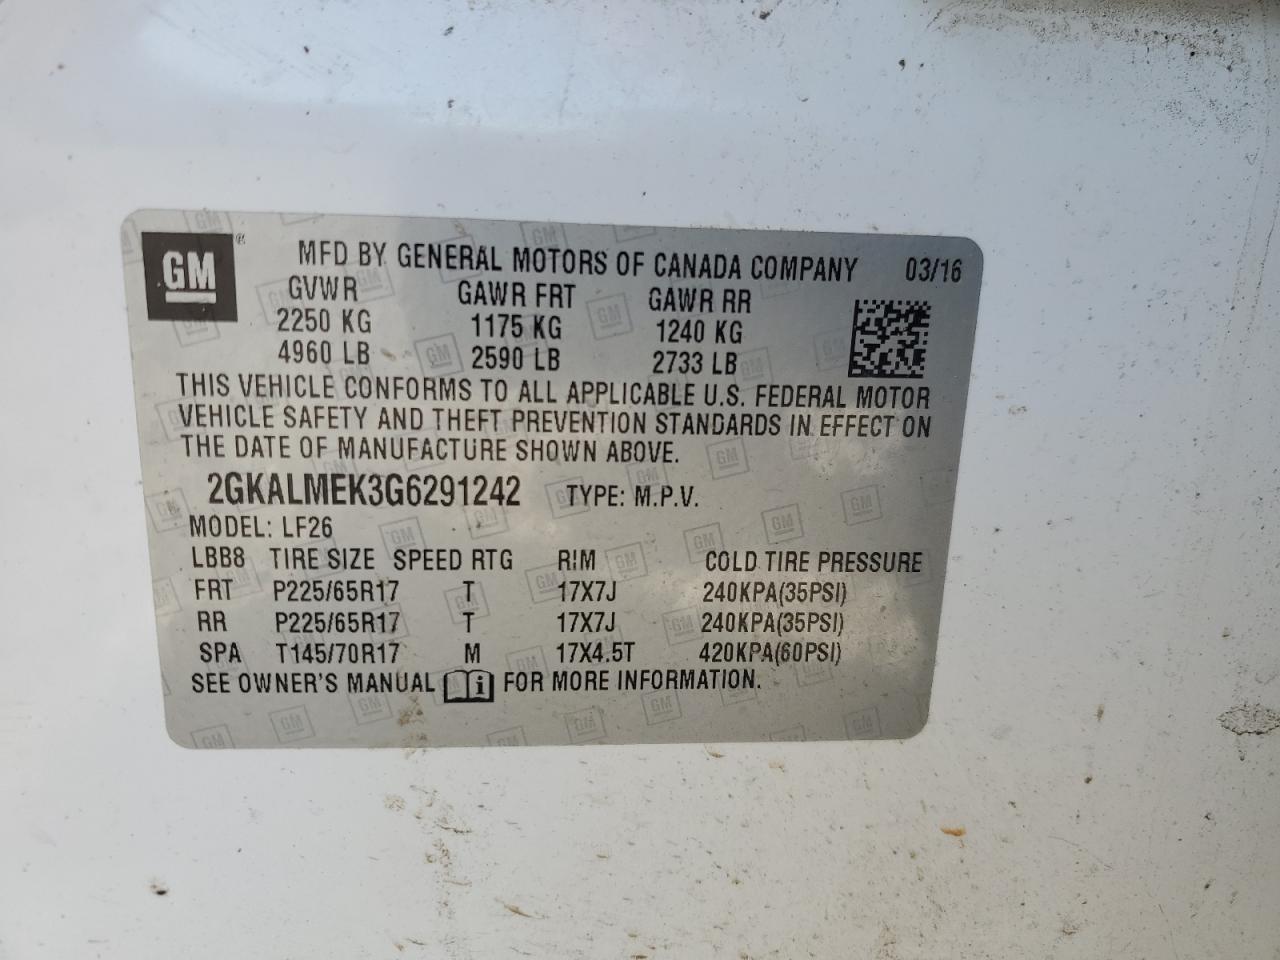 GM ®
MFD BY GENERAL MOTORS OF CANADA COMPANY 03/16
GVWR GAWR FRT GAWR RR
2250 KG 1175 KG 1240 KG
4960 LB 2590 LB 2733 LB
THIS VEHICLE CONFORMS TO ALL APPLICABLE U.S. FEDERAL MOTOR
VEHICLE SAFETY AND THEFT PREVENTION STANDARDS IN EFFECT ON
THE DATE OF MANUFACTURE SHOWN ABOVE.
2GKALMEK3G6291242 TYPE: M.P.V.
MODEL: LF26
LBB8 TIRE SIZE SPEED RTG RIM COLD TIRE PRESSURE
FRT P225/65R17 T 17X7J 240KPA(35PSI)
RR P225/65R17 T 17X7J 240KPA(35PSI)
SPA T145/70R17 M 17X4.5T 420KPA(60PSI)
SEE OWNER'S MANUAL i FOR MORE INFORMATION.